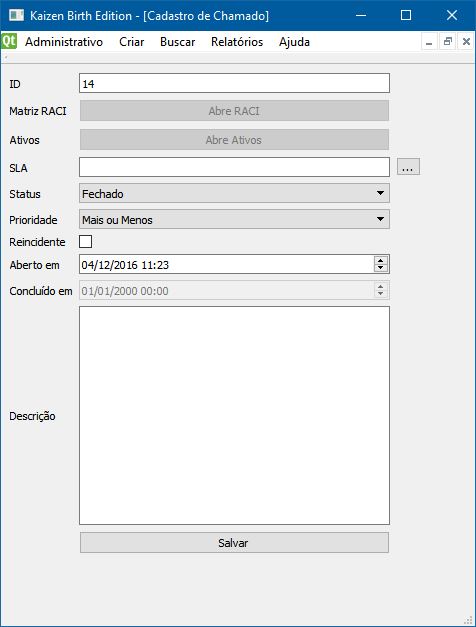 Kaizen Birth Edition - [Cadastro de Chamado]
Qt Administrativo Criar Buscar Relatórios Ajuda
ID 14
Matriz RACI Abre RACI
Ativos Abre Ativos
SLA ...
Status Fechado
Prioridade Mais ou Menos
Reincidente
Aberto em 04/12/2016 11:23
Concluído em 01/01/2000 00:00
Descrição
Salvar